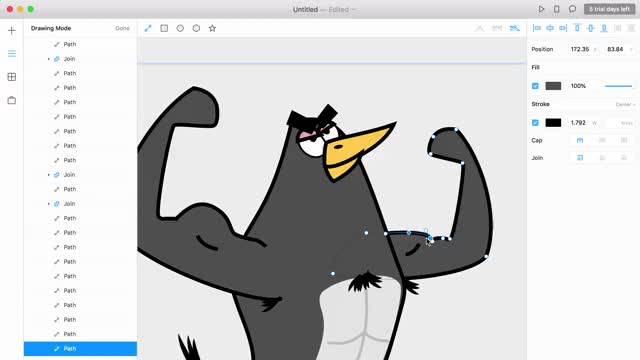 Untitled — Edited
5 trial days left
Drawing Mode
Done
Path
Join
Path
Path
Path
Path
Path
Path
Path
Join
Path
Join
Path
Path
Path
Path
Path
Path
Path
Path
Path
Path
Position
172.35
X
83.84
Y
Fill
100%
Stroke
Center
1.792
W
Cap
Join